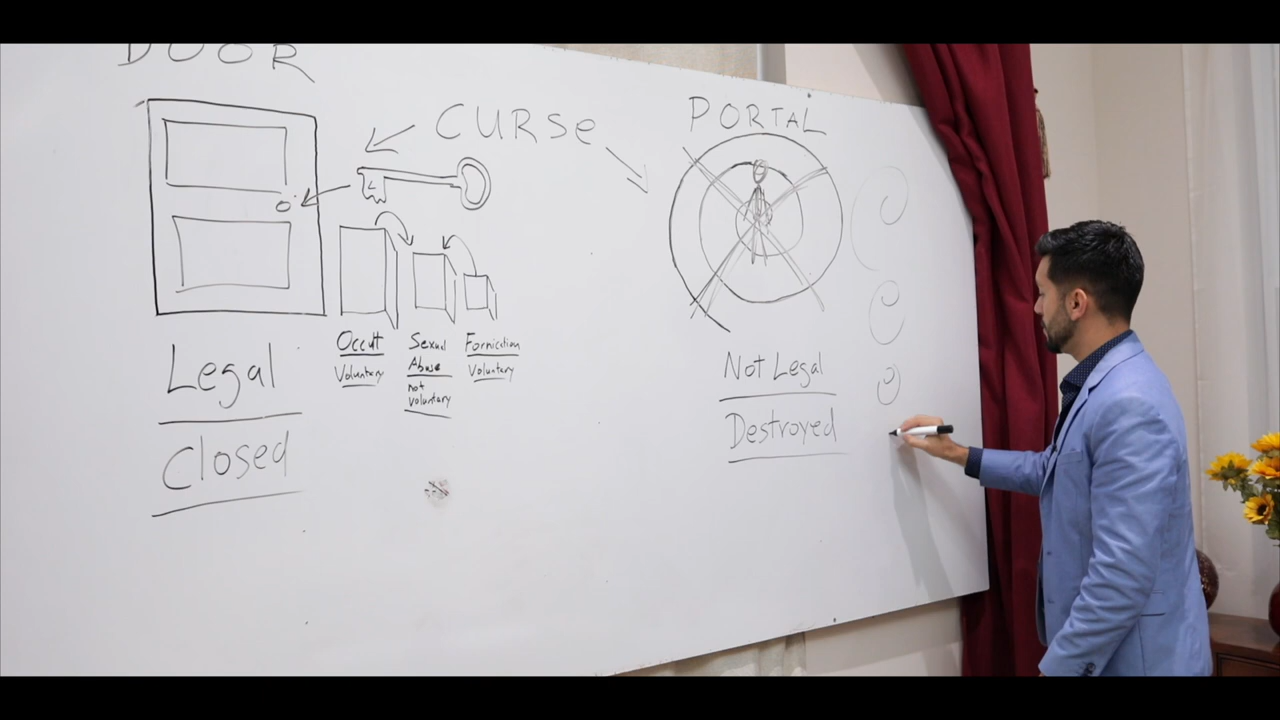 DOOR
CURSE
PORTAL
Occult
Voluntary
Sexual
Abuse
not
voluntary
Fornication
Voluntary
Legal
Closed
Not Legal
Destroyed